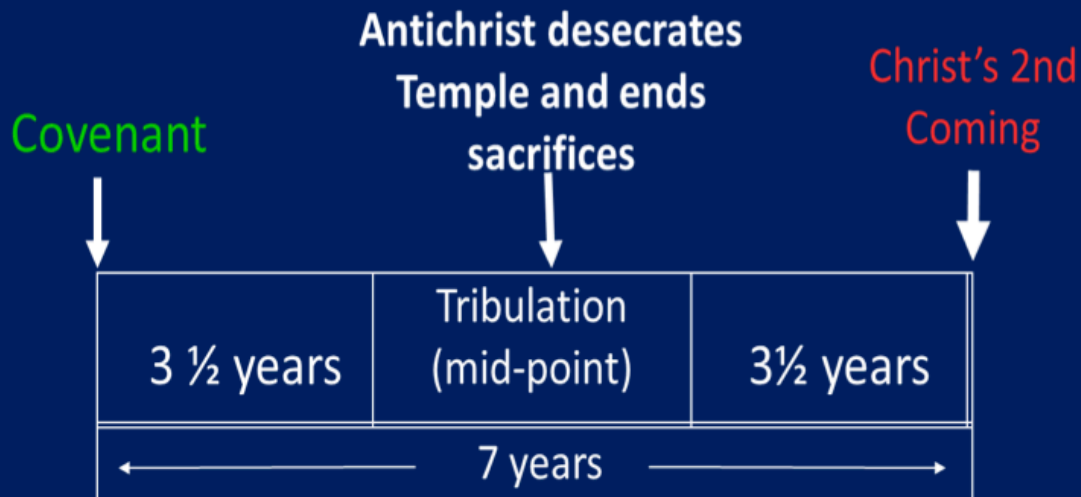 Antichrist desecrates
Temple and ends
sacrifices
Christ's 2nd
Coming
Covenant
3 ½ years
Tribulation
(mid-point)
3½ years
7 years